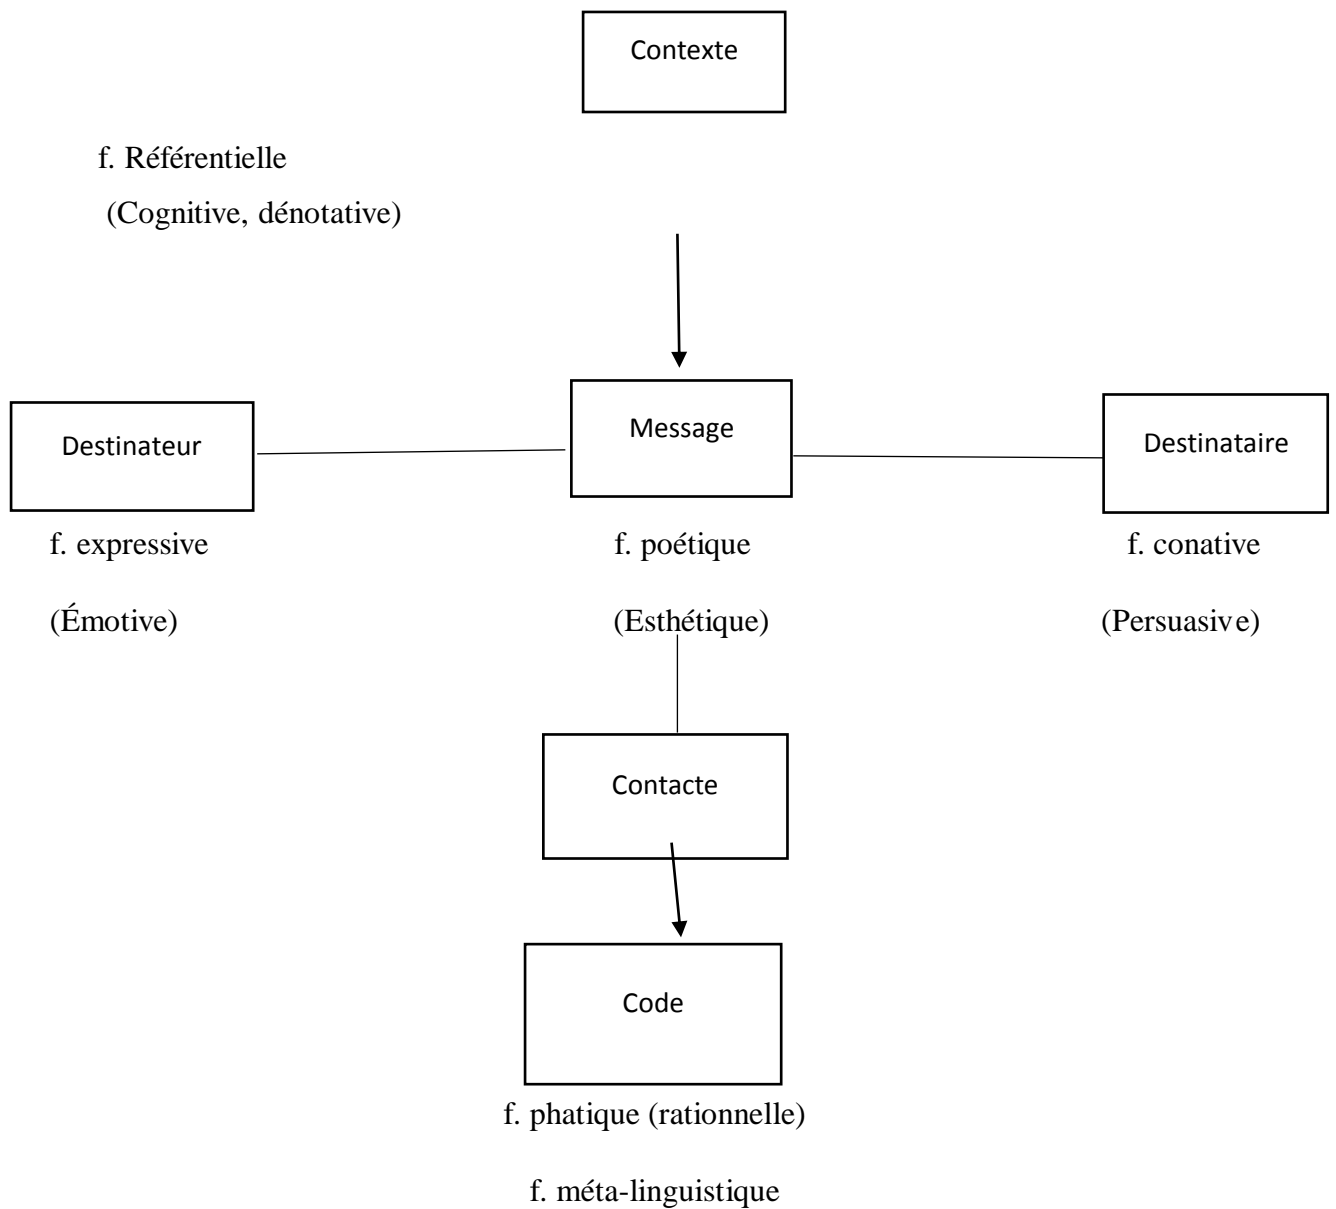 Contexte
f. Référentielle
(Cognitive, dénotative)
Destinateur
Message
Destinataire
f. expressive
f. poétique
f. conative
(Émotive)
(Esthétique)
(Persuasive)
Contacte
Code
f. phatique (rationnelle)
f. méta-linguistique